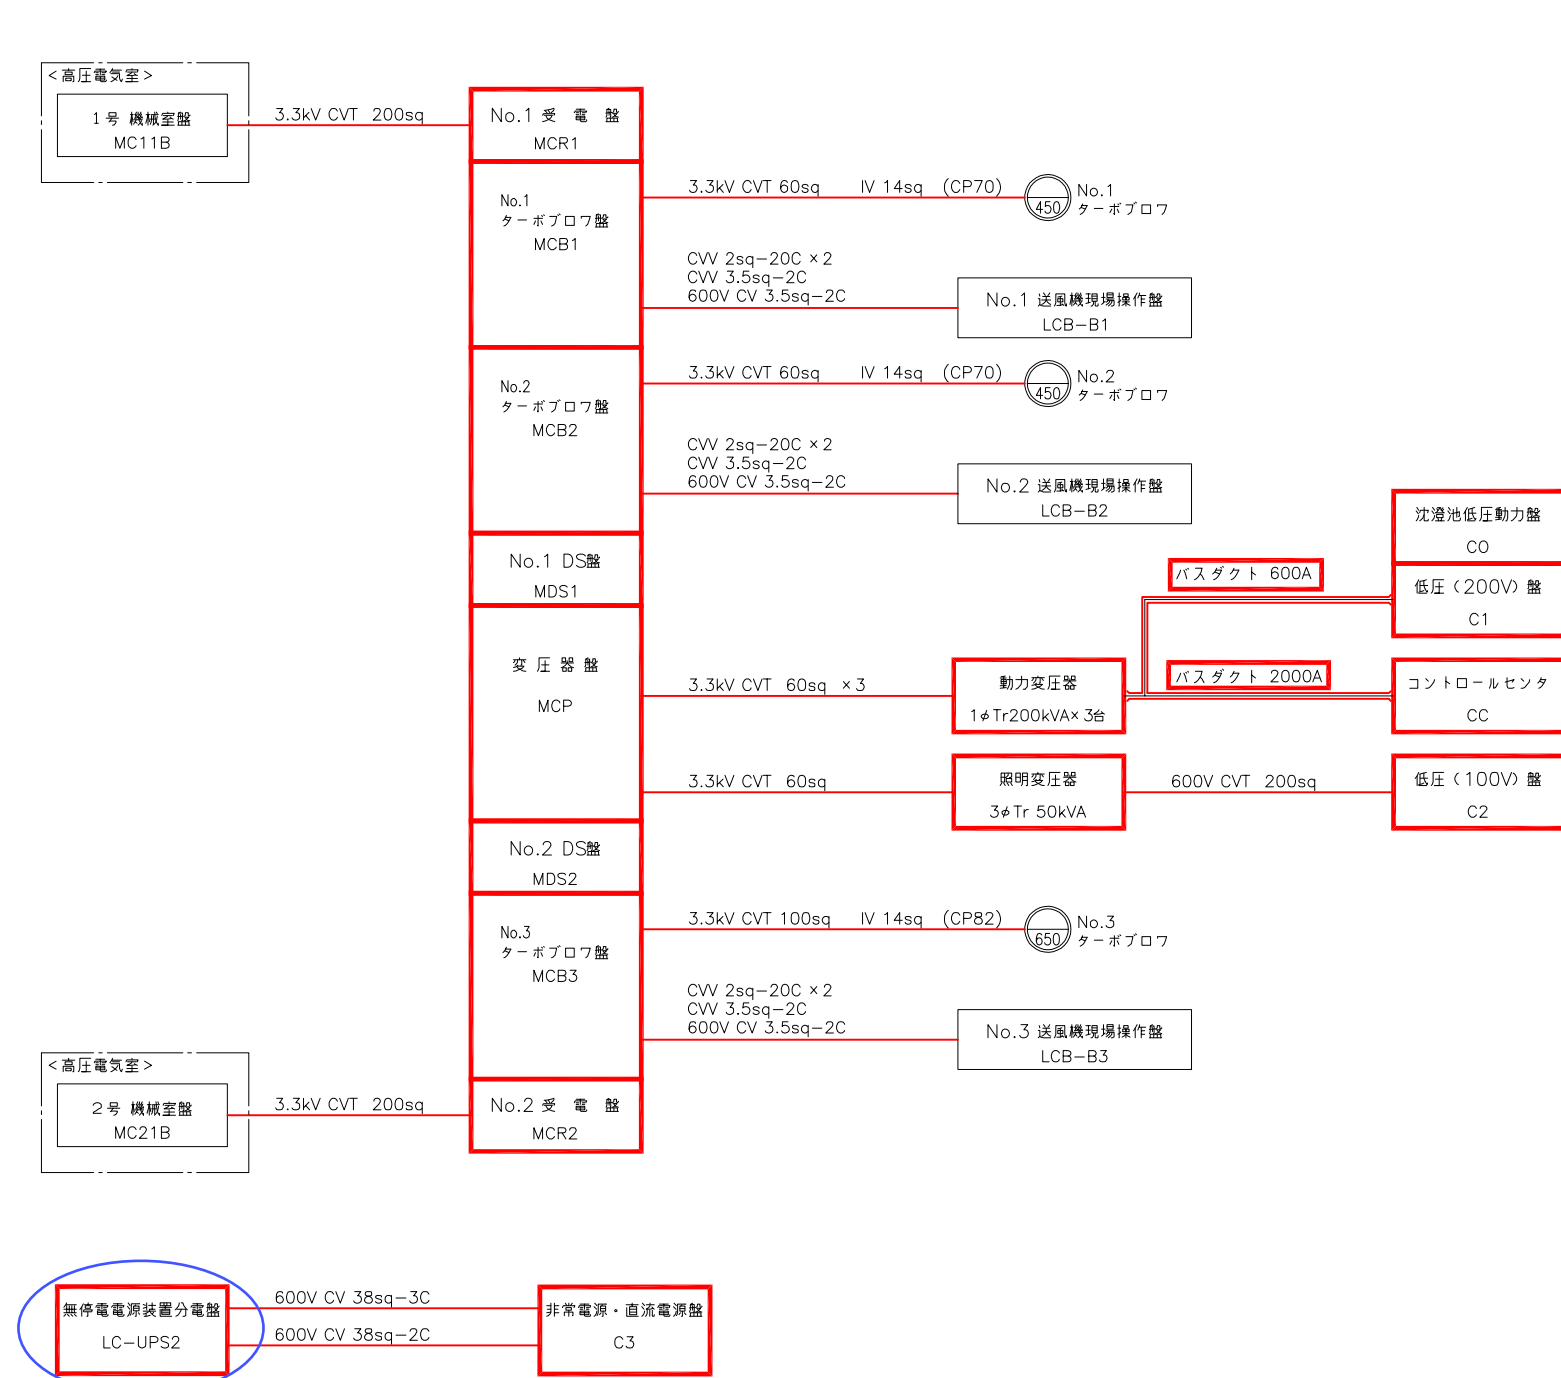 <高圧電気室>
1号 機械室盤
MC11B
3.3kV CVT 200sq
No.1 受 電 盤
MCR1
No.1
ターボブロワ盤
MCB1
3.3kV CVT 60sq IV 14sq (CP70)
450
No.1
ターボブロワ
CVV 2sq-20C ×2
CVV 3.5sq-2C
600V CV 3.5sq-2C
No.1 送風機現場操作盤
LCB-B1
No.2
ターボブロワ盤
MCB2
3.3kV CVT 60sq IV 14sq (CP70)
450
No.2
ターボブロワ
CVV 2sq-20C ×2
CVV 3.5sq-2C
600V CV 3.5sq-2C
No.2 送風機現場操作盤
LCB-B2
No.1 DS盤
MDS1
変 圧 器 盤
MCP
3.3kV CVT 60sq ×3
動力変圧器
1φTr200kVA×3台
バスダクト 600A
バスダクト 2000A
沈澄池低圧動力盤
C0
低圧(200V)盤
C1
コントロールセンタ
CC
3.3kV CVT 60sq
照明変圧器
3φTr 50kVA
600V CVT 200sq
低圧(100V)盤
C2
No.2 DS盤
MDS2
No.3
ターボブロワ盤
MCB3
3.3kV CVT 100sq IV 14sq (CP82)
650
No.3
ターボブロワ
CVV 2sq-20C ×2
CVV 3.5sq-2C
600V CV 3.5sq-2C
No.3 送風機現場操作盤
LCB-B3
<高圧電気室>
2号 機械室盤
MC21B
3.3kV CVT 200sq
No.2 受 電 盤
MCR2
無停電電源装置分電盤
LC-UPS2
600V CV 38sq-3C
600V CV 38sq-2C
非常電源・直流電源盤
C3